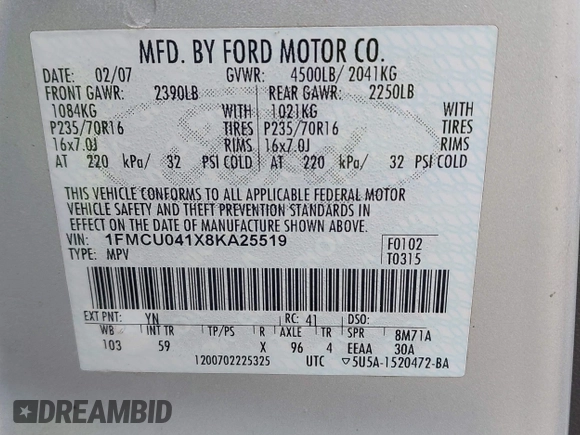 MFD. BY FORD MOTOR CO.
DATE: 02/07 GVWR: 4500LB/ 2041KG
FRONT GAWR: 2390LB REAR GAWR: 2250LB
1084KG WITH 1021KG WITH
P235/70R16 TIRES P235/70R16 TIRES
16x7.0J RIMS 16x7.0J RIMS
AT 220 kPa/ 32 PSI COLD AT 220 kPa/ 32 PSI COLD
THIS VEHICLE CONFORMS TO ALL APPLICABLE FEDERAL MOTOR
VEHICLE SAFETY AND THEFT PREVENTION STANDARDS IN
EFFECT ON THE DATE OF MANUFACTURE SHOWN ABOVE.
VIN: 1FMCU041X8KA25519 F0102
TYPE: MPV T0315
EXT PNT: YN RC: 41 DSO:
WB INT TR TP/PS R AXLE TR SPR 8M71A
103 59 X 96 4 EEAA 30A
1200702225325 UTC ▽5U5A-1520472-BA
DREAMBID